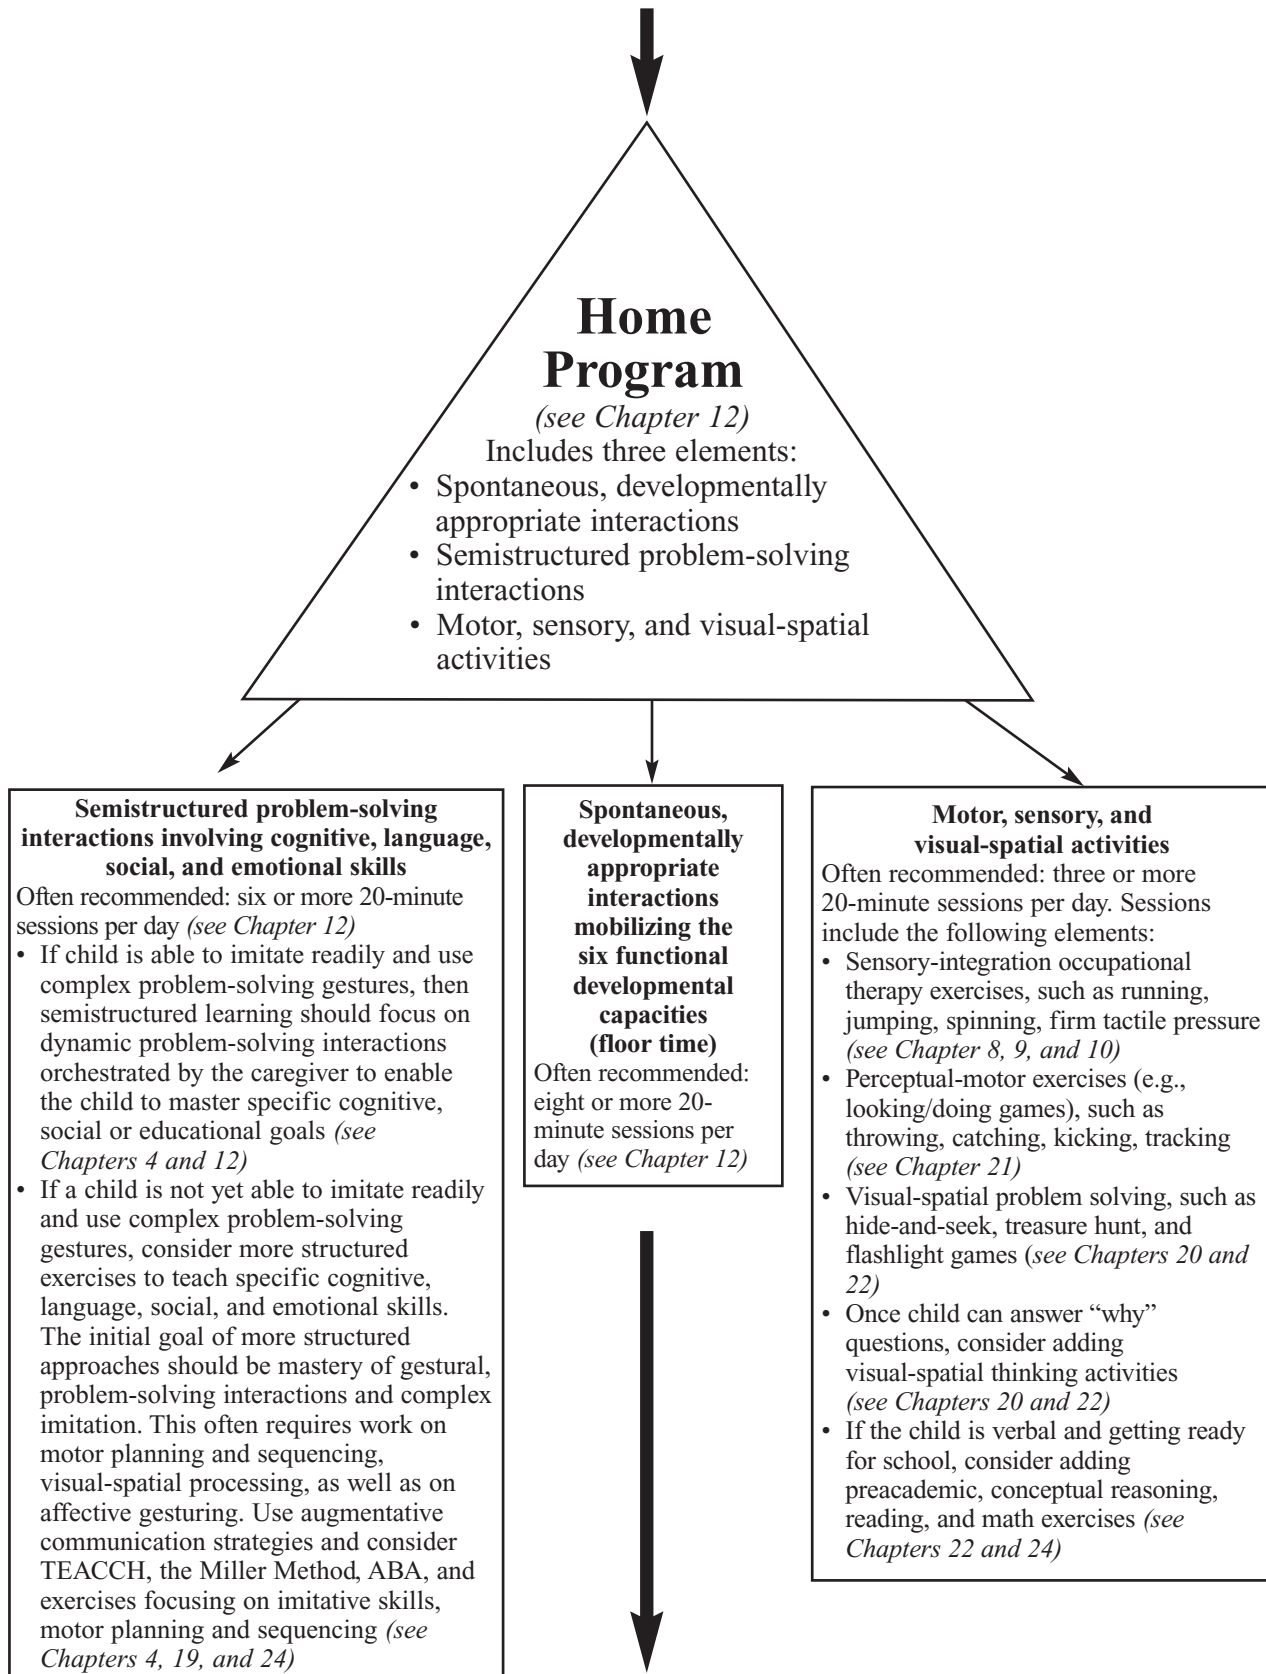 Home
Program
(see Chapter 12)
Includes three elements:
• Spontaneous, developmentally
appropriate interactions
• Semistructured problem-solving
interactions
• Motor, sensory, and visual-spatial
activities
Semistructured problem-solving
interactions involving cognitive, language,
social, and emotional skills
Often recommended: six or more 20-minute
sessions per day (see Chapter 12)
• If child is able to imitate readily and use
complex problem-solving gestures, then
semistructured learning should focus on
dynamic problem-solving interactions
orchestrated by the caregiver to enable
the child to master specific cognitive,
social or educational goals (see
Chapters 4 and 12)
• If a child is not yet able to imitate readily
and use complex problem-solving
gestures, consider more structured
exercises to teach specific cognitive,
language, social, and emotional skills.
The initial goal of more structured
approaches should be mastery of gestural,
problem-solving interactions and complex
imitation. This often requires work on
motor planning and sequencing,
visual-spatial processing, as well as on
affective gesturing. Use augmentative
communication strategies and consider
TEACCH, the Miller Method, ABA, and
exercises focusing on imitative skills,
motor planning and sequencing (see
Chapters 4, 19, and 24)
Spontaneous,
developmentally
appropriate
interactions
mobilizing the
six functional
developmental
capacities
(floor time)
Often recommended:
eight or more 20-
minute sessions per
day (see Chapter 12)
Motor, sensory, and
visual-spatial activities
Often recommended: three or more
20-minute sessions per day. Sessions
include the following elements:
• Sensory-integration occupational
therapy exercises, such as running,
jumping, spinning, firm tactile pressure
(see Chapter 8, 9, and 10)
• Perceptual-motor exercises (e.g.,
looking/doing games), such as
throwing, catching, kicking, tracking
(see Chapter 21)
• Visual-spatial problem solving, such as
hide-and-seek, treasure hunt, and
flashlight games (see Chapters 20 and
22)
• Once child can answer “why”
questions, consider adding
visual-spatial thinking activities
(see Chapters 20 and 22)
• If the child is verbal and getting ready
for school, consider adding
preacademic, conceptual reasoning,
reading, and math exercises (see
Chapters 22 and 24)